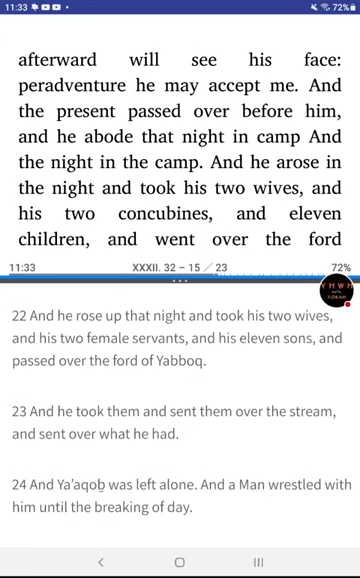 11:33
72%
afterward will see his face:
peradventure he may accept me. And
the present passed over before him,
and he abode that night in camp And
the night in the camp. And he arose in
the night and took his two wives, and
his two concubines, and eleven
children, and went over the ford
11:33 XXXII. 32 – 15 / 23 72%
Y M W M
TORAH
22 And he rose up that night and took his two wives,
and his two female servants, and his eleven sons, and
passed over the ford of Yabboq.
23 And he took them and sent them over the stream,
and sent over what he had.
24 And Ya’aqoḇ was left alone. And a Man wrestled with
him until the breaking of day.